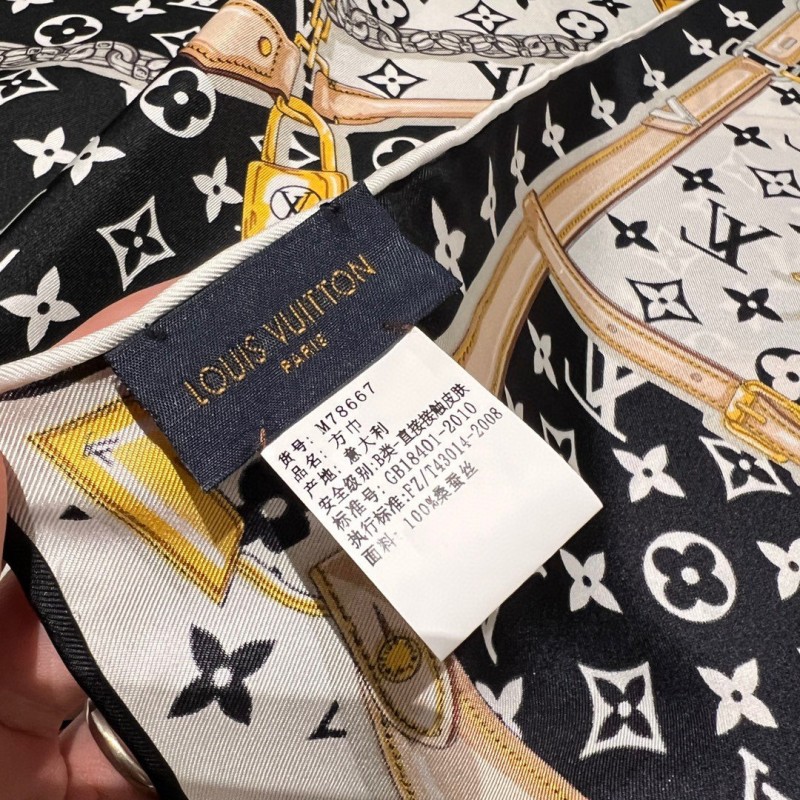 LOUIS VUITTON
PARIS
货号: M78667
品名: 方巾
产地: 意大利
安全级别:B类-直接接触皮肤
标准号: GB18401-2010
执行标准:FZ/T43014-2008
面料: 100%桑蚕丝